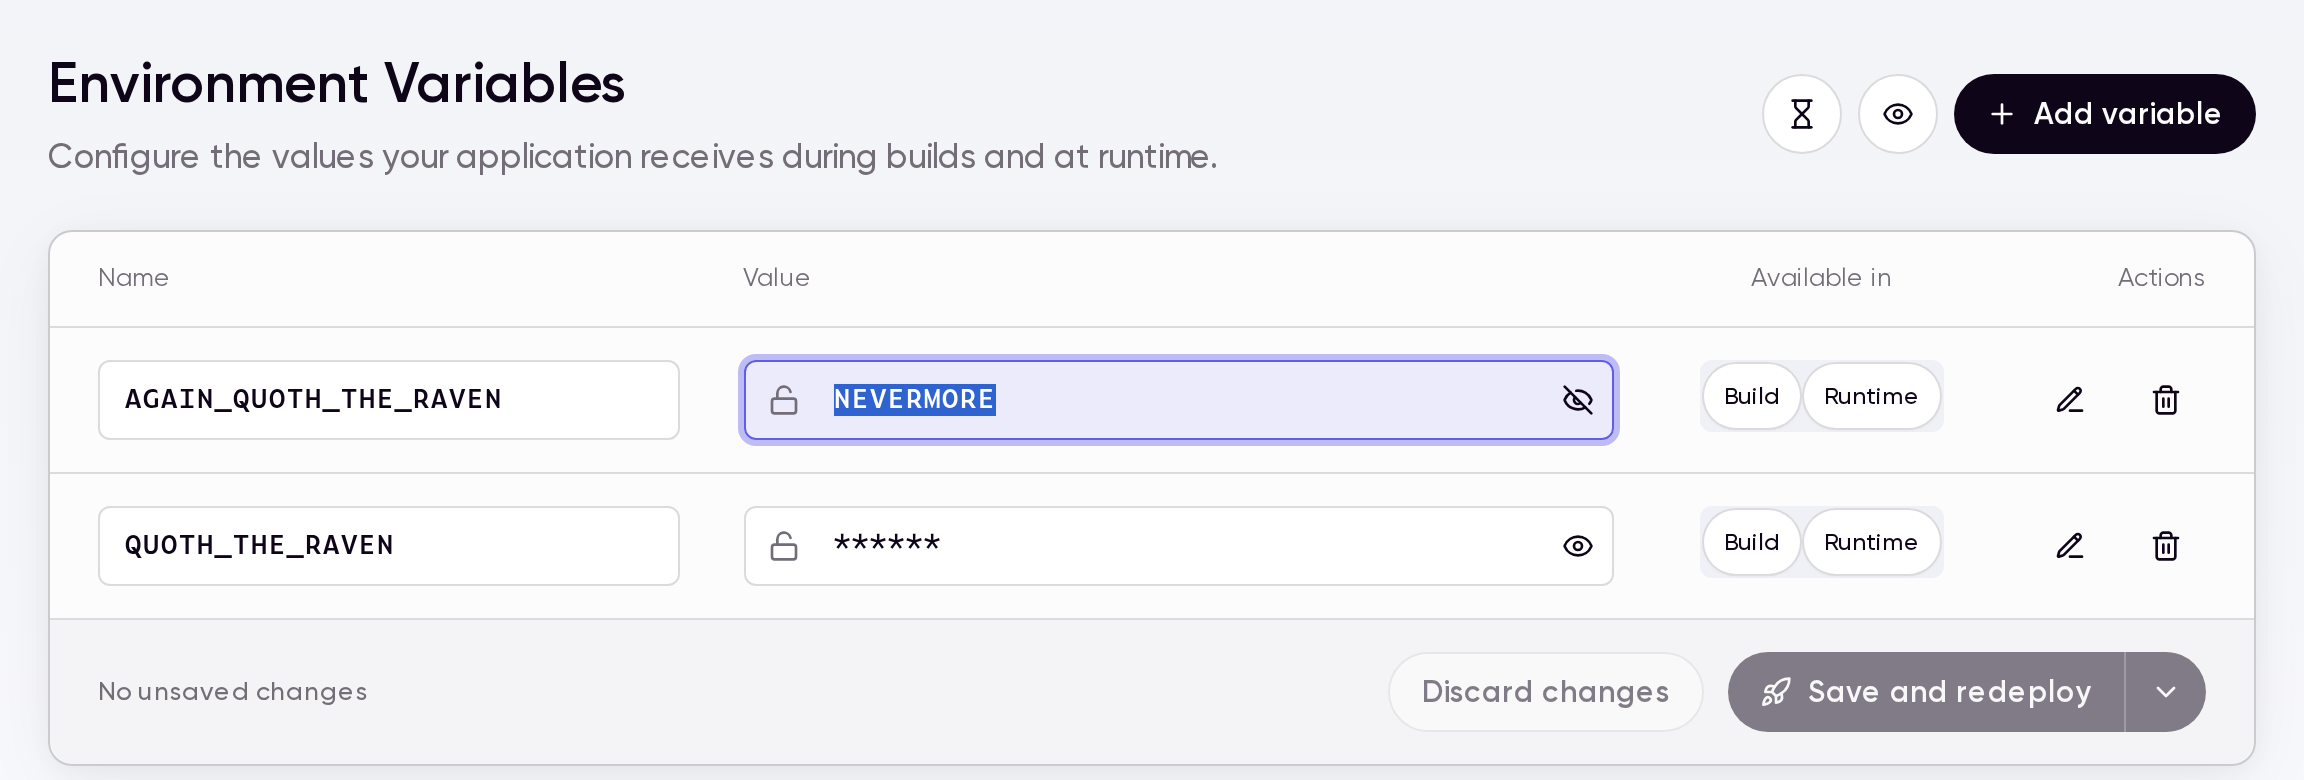 Environment Variables
Configure the values your application receives during builds and at runtime.
Add variable
Name Value Available in Actions
AGAIN_QUOTH_THE_RAVEN NEVERMORE Build Runtime
QUOTH_THE_RAVEN ****** Build Runtime
No unsaved changes Discard changes Save and redeploy